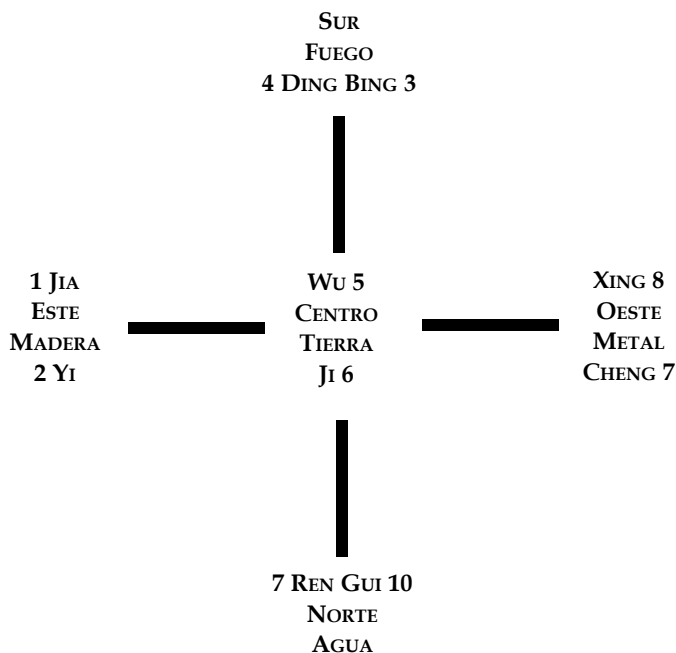 Sur
Fuego
4 Ding Bing 3
1 Jia
Este
Madera
2 Yi
Wu 5
Centro
Tierra
Ji 6
Xing 8
Oeste
Metal
Cheng 7
7 Ren Gui 10
Norte
Agua